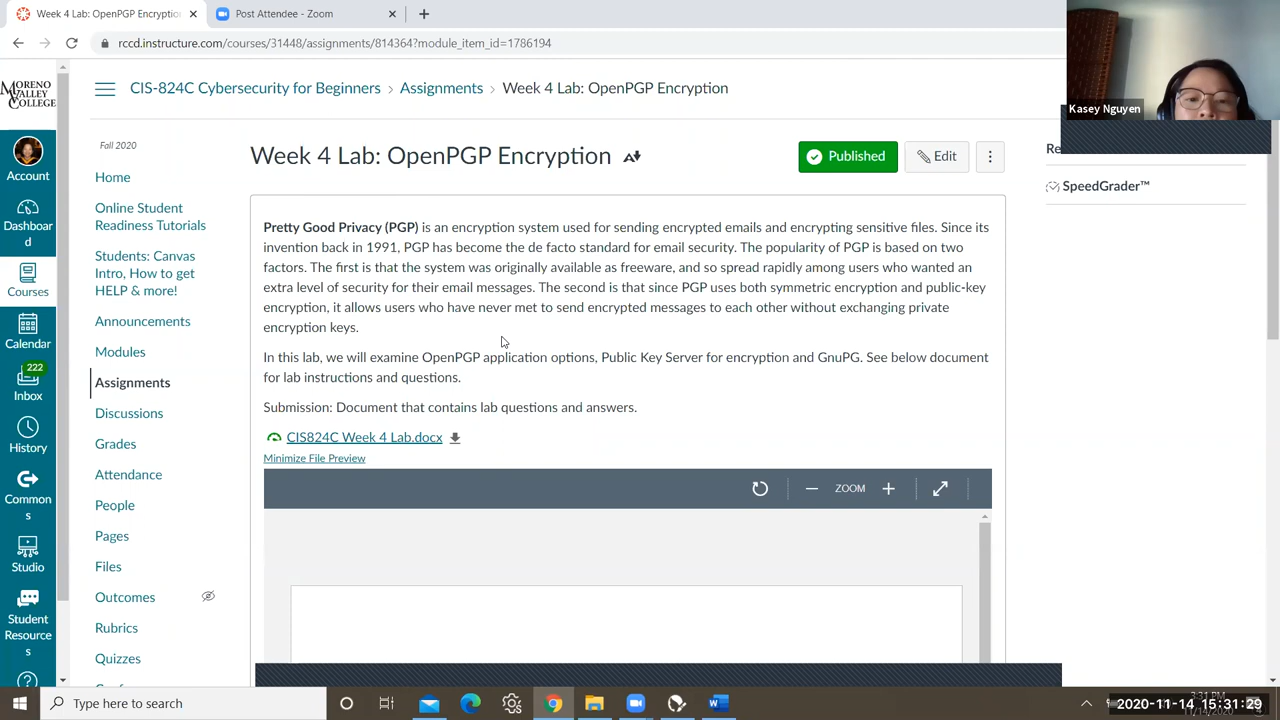 Week 4 Lab: OpenPGP Encryption
Post Attendee - Zoom
rccd.instructure.com/courses/31448/assignments/814364?module_item_id=1786194
Kasey Nguyen
MORENO
VALLEY
COLLEGE
CIS-824C Cybersecurity for Beginners > Assignments > Week 4 Lab: OpenPGP Encryption
Account
Dashboar
d
Courses
Calendar
222
Inbox
History
Common
s
Studio
Student
Resource
s
Fall 2020
Home
Online Student
Readiness Tutorials
Students: Canvas
Intro, How to get
HELP & more!
Announcements
Modules
Assignments
Discussions
Grades
Attendance
People
Pages
Files
Outcomes
Rubrics
Quizzes
Week 4 Lab: OpenPGP Encryption
Published
Edit
SpeedGrader™
Pretty Good Privacy (PGP) is an encryption system used for sending encrypted emails and encrypting sensitive files. Since its
invention back in 1991, PGP has become the de facto standard for email security. The popularity of PGP is based on two
factors. The first is that the system was originally available as freeware, and so spread rapidly among users who wanted an
extra level of security for their email messages. The second is that since PGP uses both symmetric encryption and public-key
encryption, it allows users who have never met to send encrypted messages to each other without exchanging private
encryption keys.
In this lab, we will examine OpenPGP application options, Public Key Server for encryption and GnuPG. See below document
for lab instructions and questions.
Submission: Document that contains lab questions and answers.
CIS824C Week 4 Lab.docx
Minimize File Preview
ZOOM
Type here to search
3:31 PM
2020-11-14 15:31:29